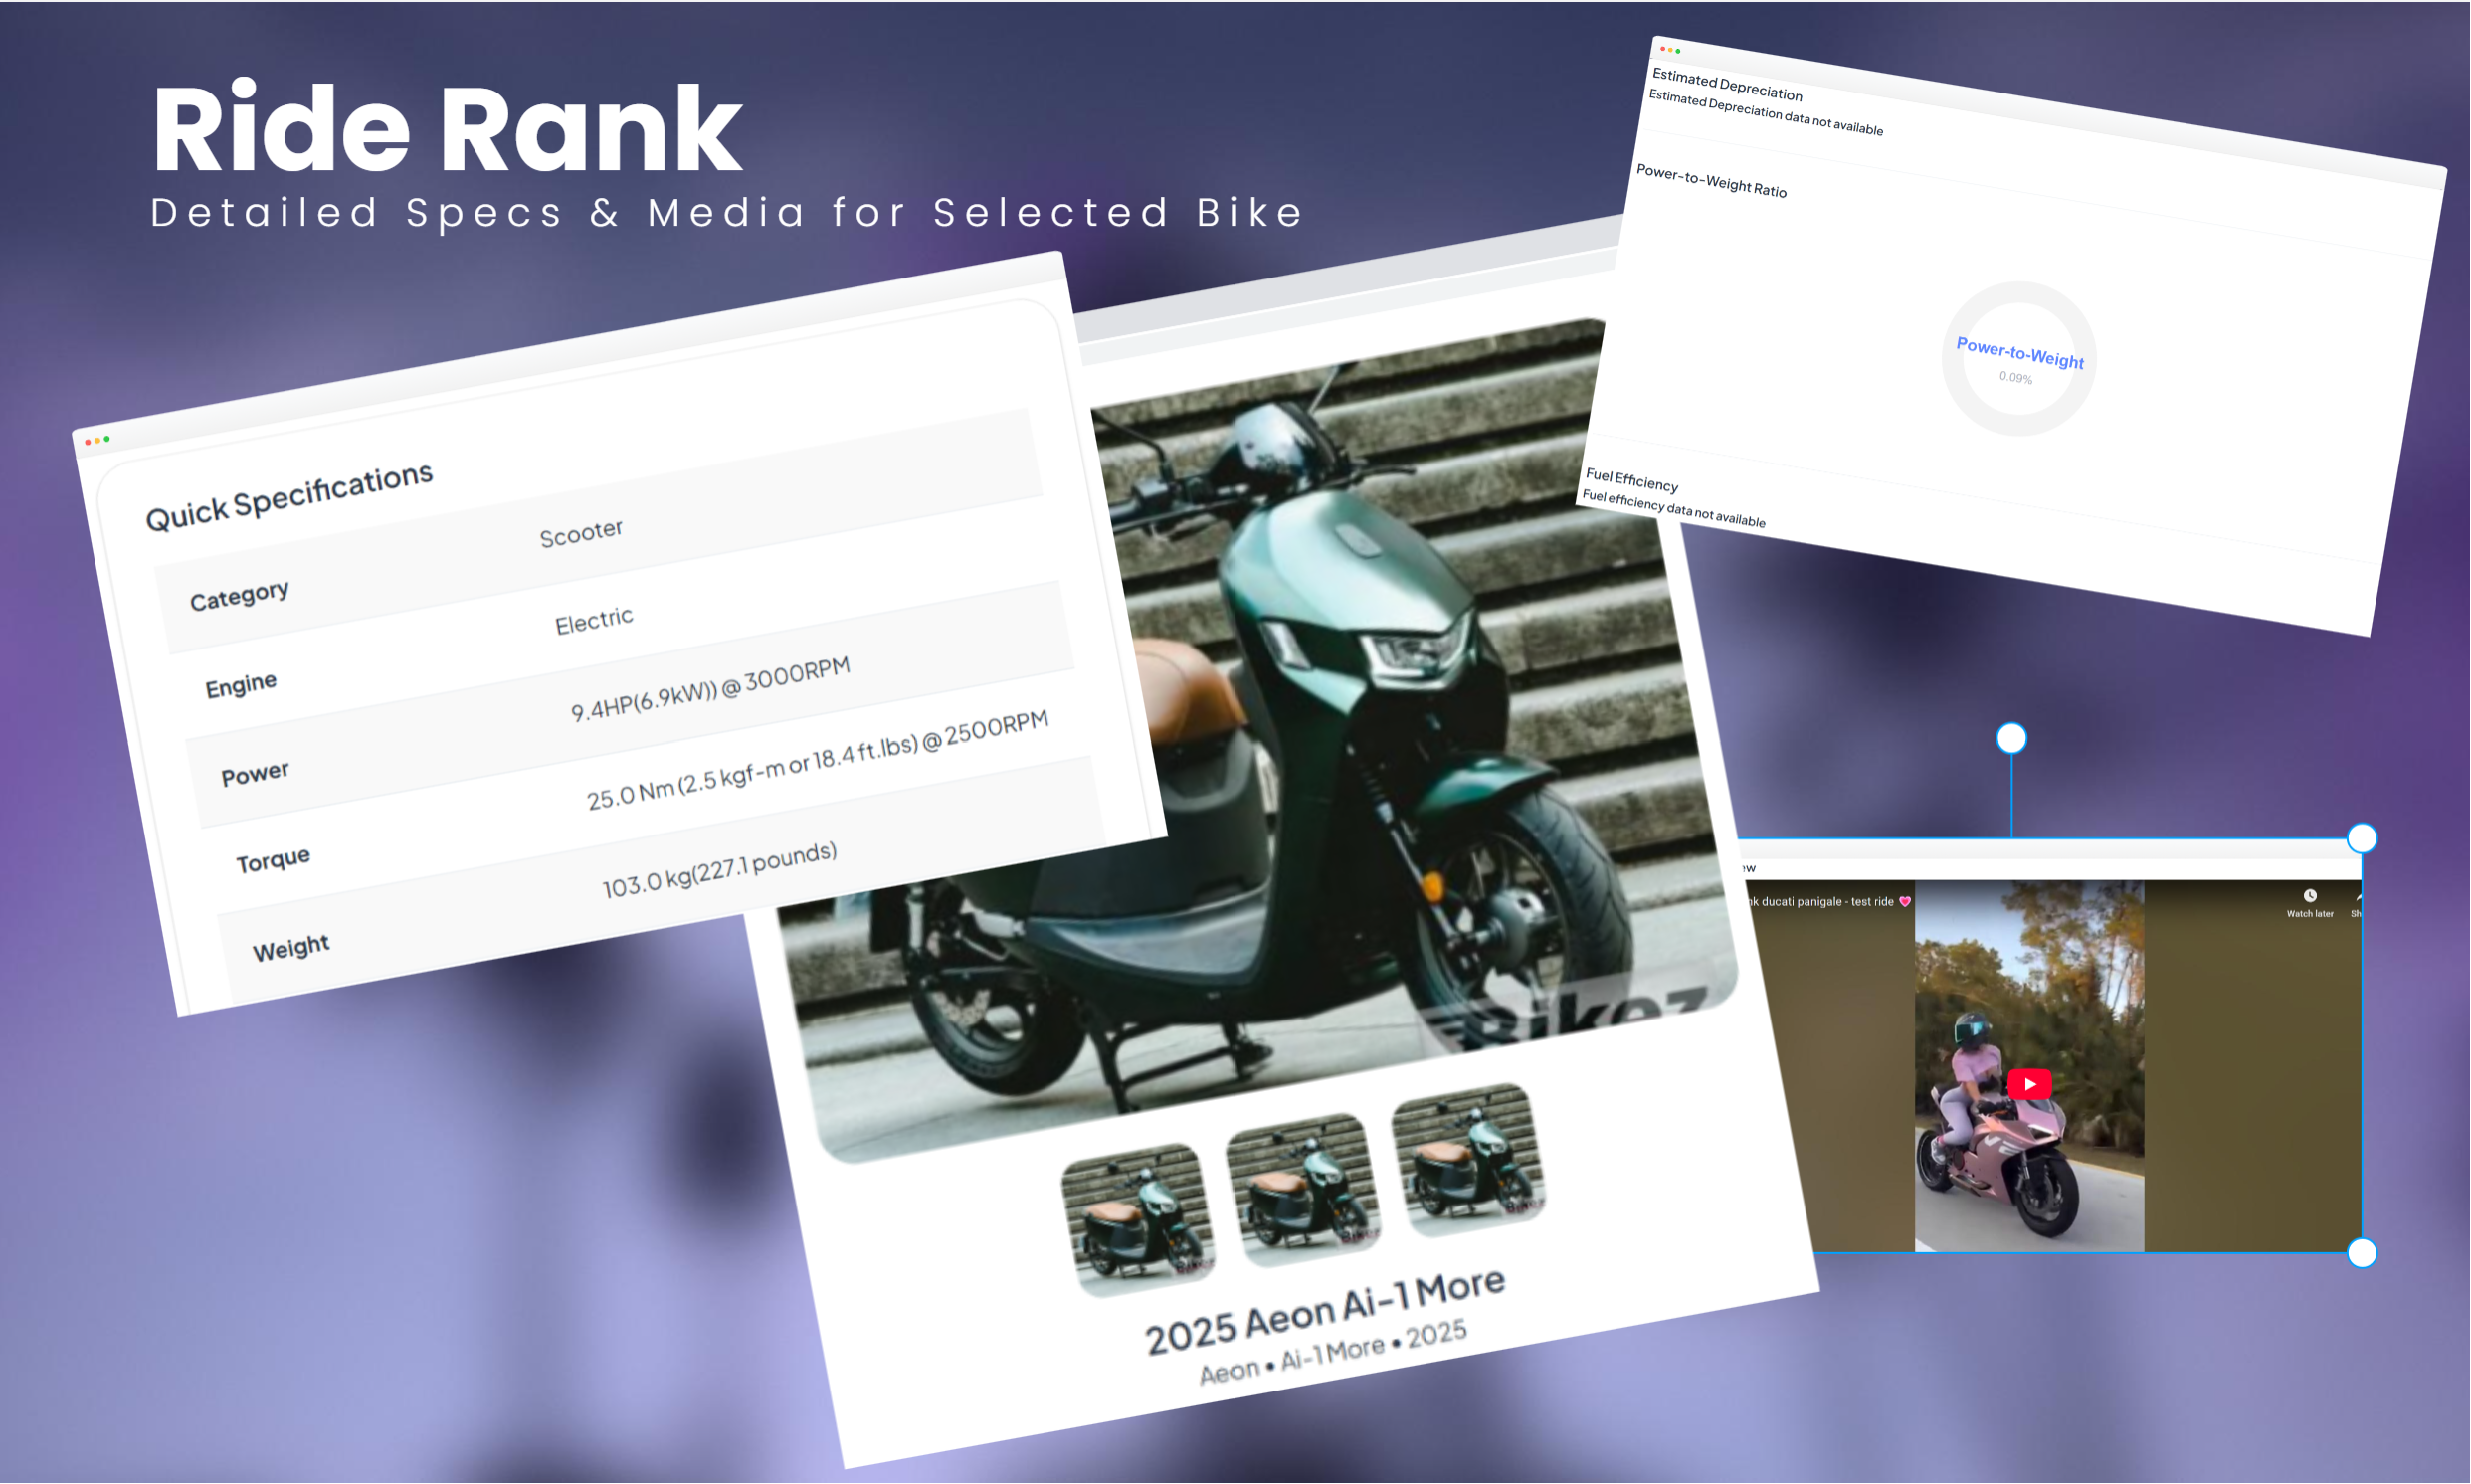 Ride Rank
Detailed Specs & Media for Selected Bike
Quick Specifications
Category Scooter
Engine Electric
Power 9.4HP(6.9kW)) @ 3000RPM
Torque 25.0 Nm (2.5 kgf-m or 18.4 ft.lbs) @ 2500RPM
Weight 103.0 kg(227.1 pounds)
Bikez
2025 Aeon Ai-1 More
Aeon • Ai-1 More • 2025
Estimated Depreciation
Estimated Depreciation data not available
Power-to-Weight Ratio
Power-to-Weight
0.09%
Fuel Efficiency
Fuel efficiency data not available
ducati panigale - test ride 💗
Watch later